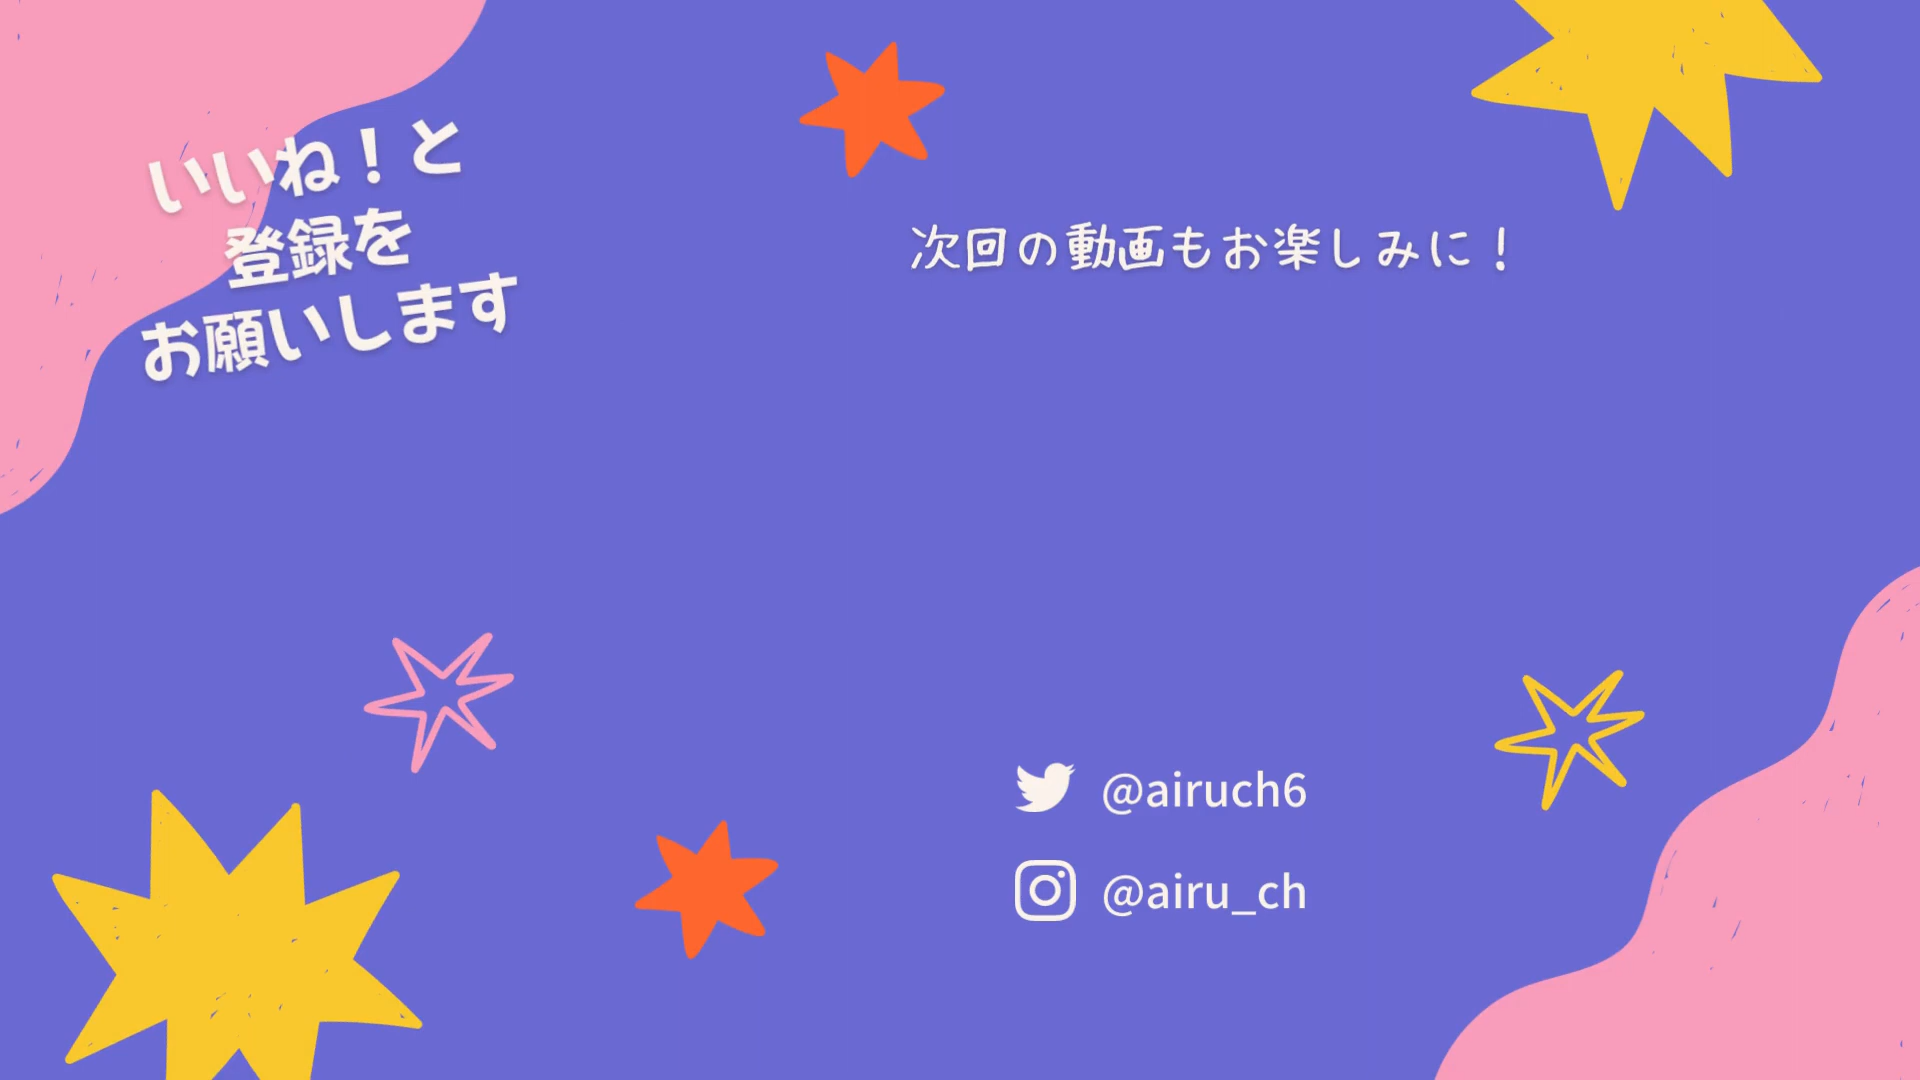 いいね！と
登録を
お願いします
次回の動画もお楽しみに！
@airuch6
@airu_ch